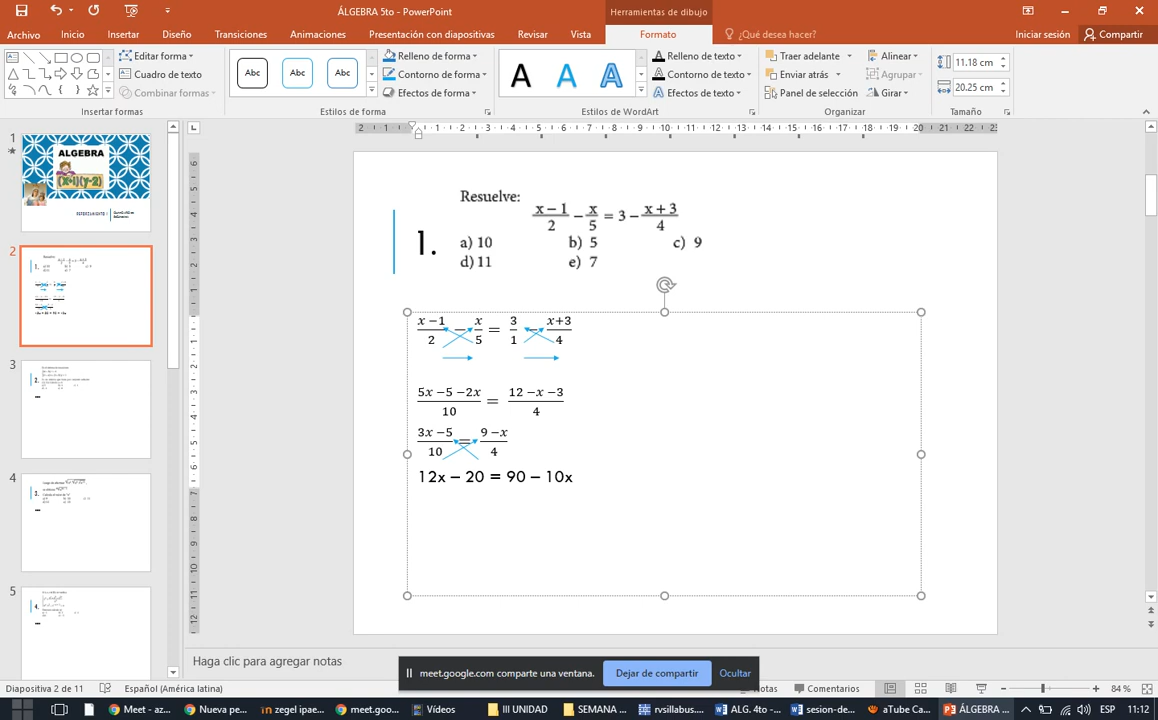 ÁLGEBRA 5to - PowerPoint
Herramientas de dibujo
Archivo Inicio Insertar Diseño Transiciones Animaciones Presentación con diapositivas Revisar Vista Formato ¿Qué desea hacer? Iniciar sesión Compartir
Editar forma
Cuadro de texto
Combinar formas
Insertar formas
Abc Abc Abc
Relleno de forma
Contorno de forma
Efectos de forma
Estilos de forma
A A A
Relleno de texto
Contorno de texto
Efectos de texto
Estilos de WordArt
Traer adelante
Enviar atrás
Panel de selección
Alinear
Agrupar
Girar
Organizar
11.18 cm
20.25 cm
Tamaño
1
ALGEBRA
(x+1)(y-2)
2
3
4
5
Resuelve:
1.
x − 1/2 − x/5 = 3 − x + 3/4
a) 10 b) 5 c) 9
d) 11 e) 7
x −1/2 − x/5 = 3/1 − x+3/4
5x −5 −2x/10 = 12 −x −3/4
3x −5/10 = 9 −x/4
12x − 20 = 90 − 10x
Haga clic para agregar notas
meet.google.com comparte una ventana. Dejar de compartir Ocultar
Diapositiva 2 de 11 Español (América latina) Notas Comentarios 84 %
Meet - az... Nueva pe... zegel ipae... meet.goo... Vídeos III UNIDAD SEMANA ... rvsillabus.... ALG. 4to -... sesion-de... aTube Ca... ÁLGEBRA ... ESP 11:12